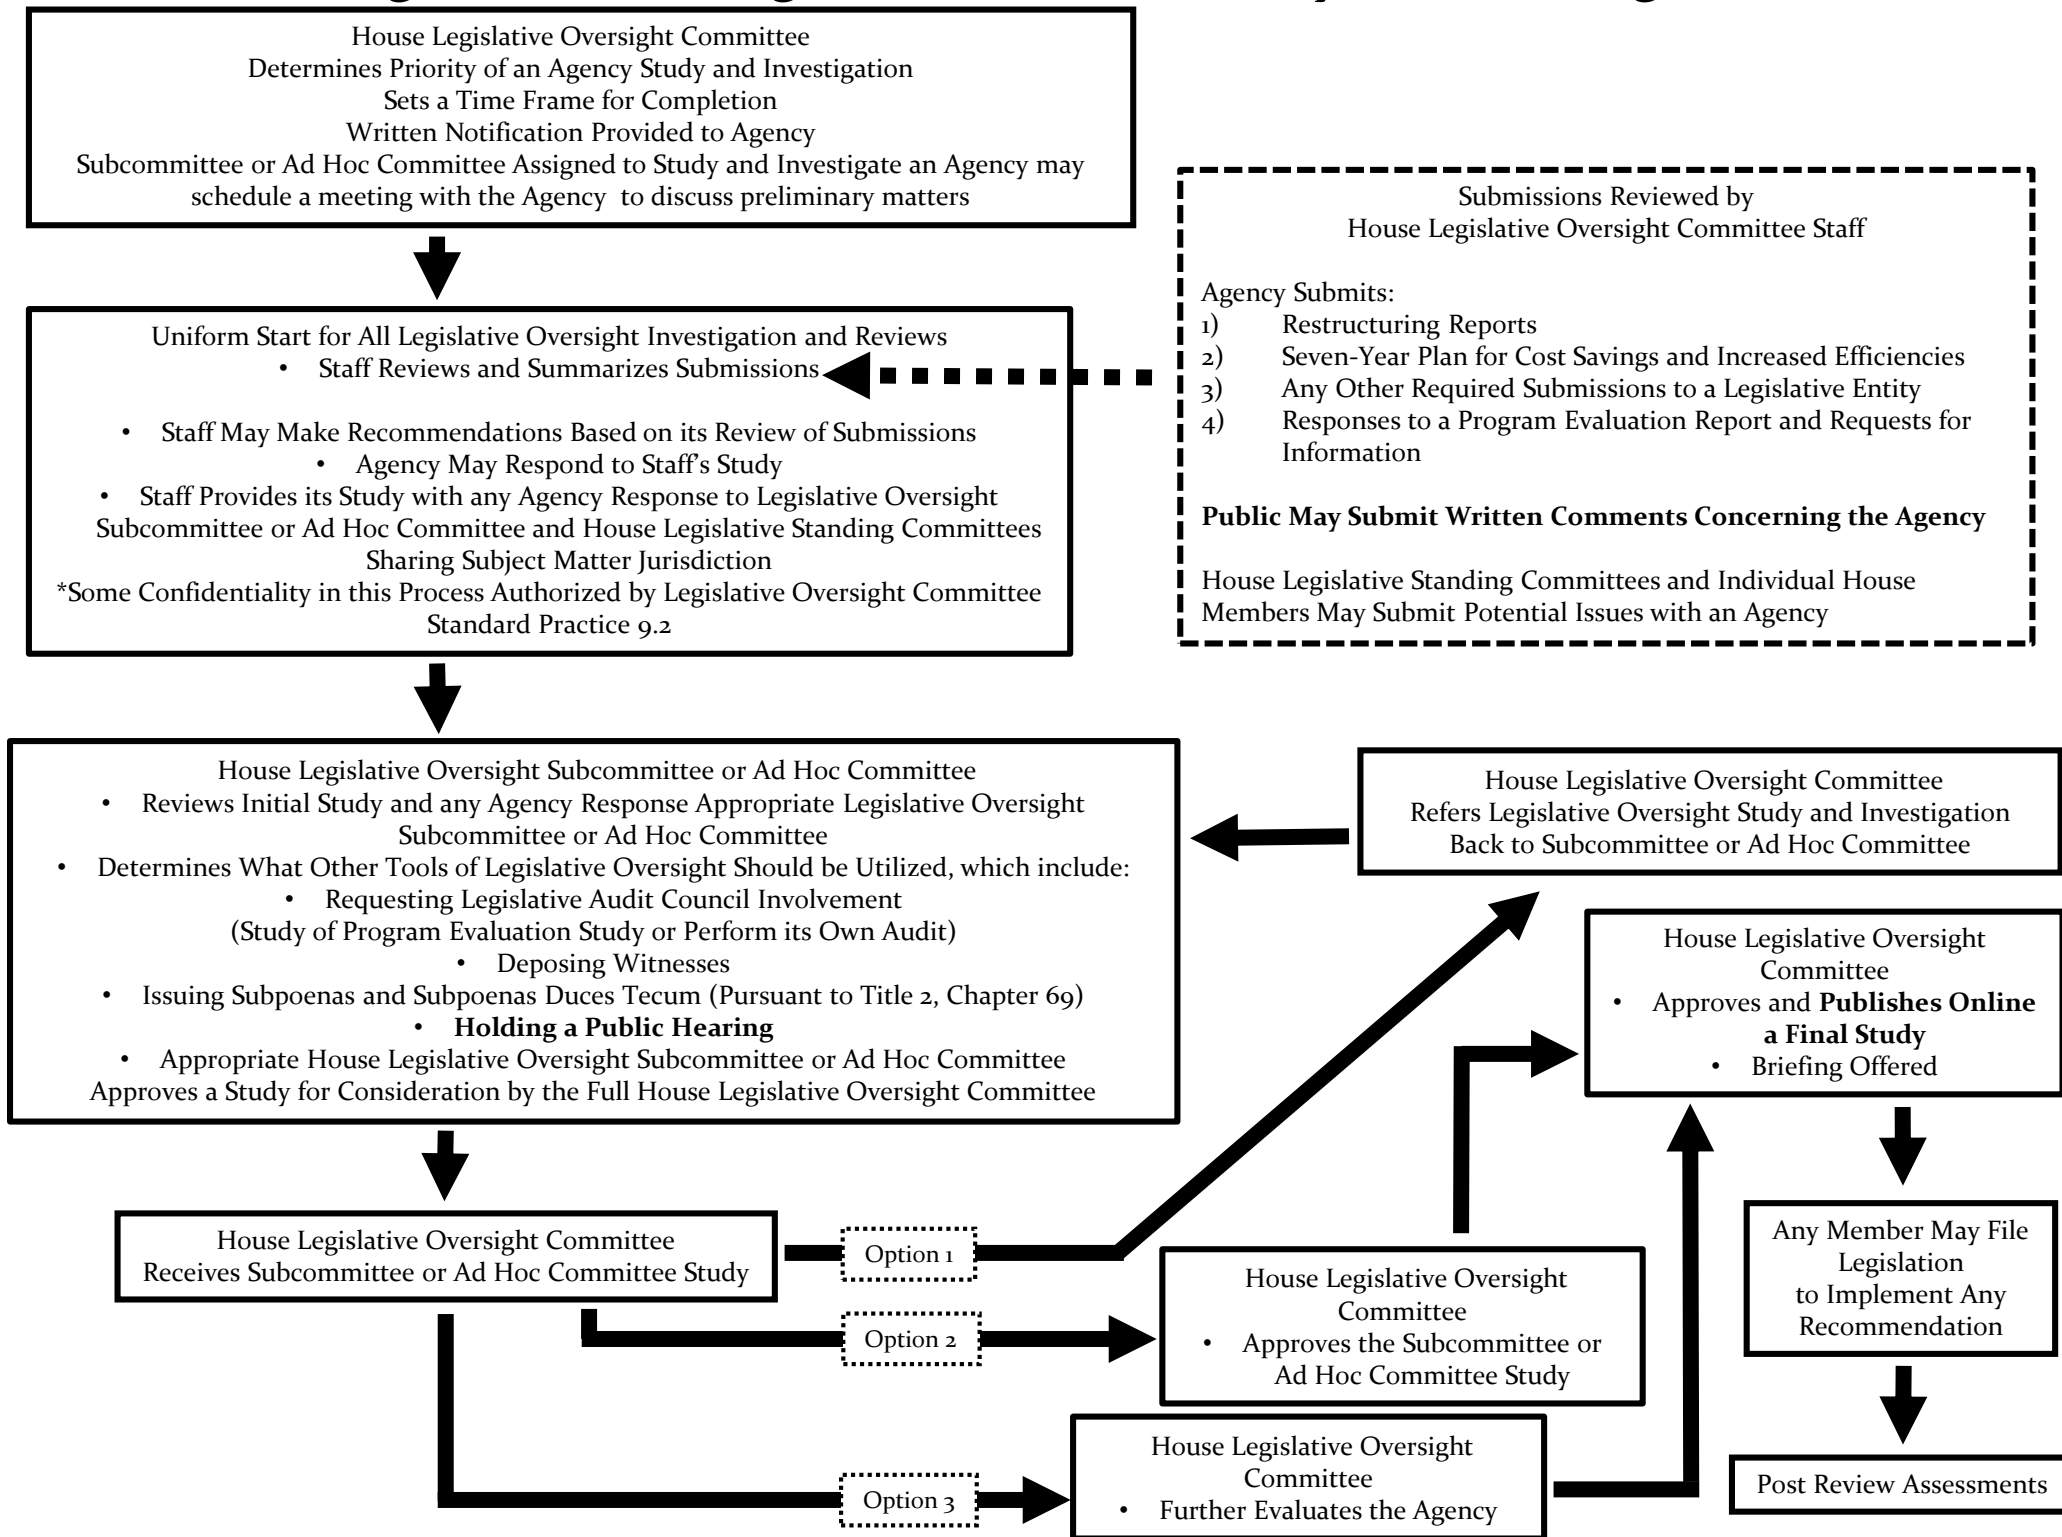 House Legislative Oversight Committee
Determines Priority of an Agency Study and Investigation
Sets a Time Frame for Completion
Written Notification Provided to Agency
Subcommittee or Ad Hoc Committee Assigned to Study and Investigate an Agency may
schedule a meeting with the Agency to discuss preliminary matters
Submissions Reviewed by
House Legislative Oversight Committee Staff
Agency Submits:
1) Restructuring Reports
2) Seven-Year Plan for Cost Savings and Increased Efficiencies
3) Any Other Required Submissions to a Legislative Entity
4) Responses to a Program Evaluation Report and Requests for
Information
Public May Submit Written Comments Concerning the Agency
House Legislative Standing Committees and Individual House
Members May Submit Potential Issues with an Agency
Uniform Start for All Legislative Oversight Investigation and Reviews
• Staff Reviews and Summarizes Submissions
• Staff May Make Recommendations Based on its Review of Submissions
• Agency May Respond to Staff's Study
• Staff Provides its Study with any Agency Response to Legislative Oversight
Subcommittee or Ad Hoc Committee and House Legislative Standing Committees
Sharing Subject Matter Jurisdiction
*Some Confidentiality in this Process Authorized by Legislative Oversight Committee
Standard Practice 9.2
House Legislative Oversight Subcommittee or Ad Hoc Committee
• Reviews Initial Study and any Agency Response Appropriate Legislative Oversight
Subcommittee or Ad Hoc Committee
• Determines What Other Tools of Legislative Oversight Should be Utilized, which include:
• Requesting Legislative Audit Council Involvement
(Study of Program Evaluation Study or Perform its Own Audit)
• Deposing Witnesses
• Issuing Subpoenas and Subpoenas Duces Tecum (Pursuant to Title 2, Chapter 69)
• Holding a Public Hearing
• Appropriate House Legislative Oversight Subcommittee or Ad Hoc Committee
Approves a Study for Consideration by the Full House Legislative Oversight Committee
House Legislative Oversight Committee
Refers Legislative Oversight Study and Investigation
Back to Subcommittee or Ad Hoc Committee
House Legislative Oversight
Committee
• Approves and Publishes Online
a Final Study
• Briefing Offered
House Legislative Oversight Committee
Receives Subcommittee or Ad Hoc Committee Study
Option 1
Option 2
Option 3
House Legislative Oversight
Committee
• Approves the Subcommittee or
Ad Hoc Committee Study
House Legislative Oversight
Committee
• Further Evaluates the Agency
Any Member May File
Legislation
to Implement Any
Recommendation
Post Review Assessments